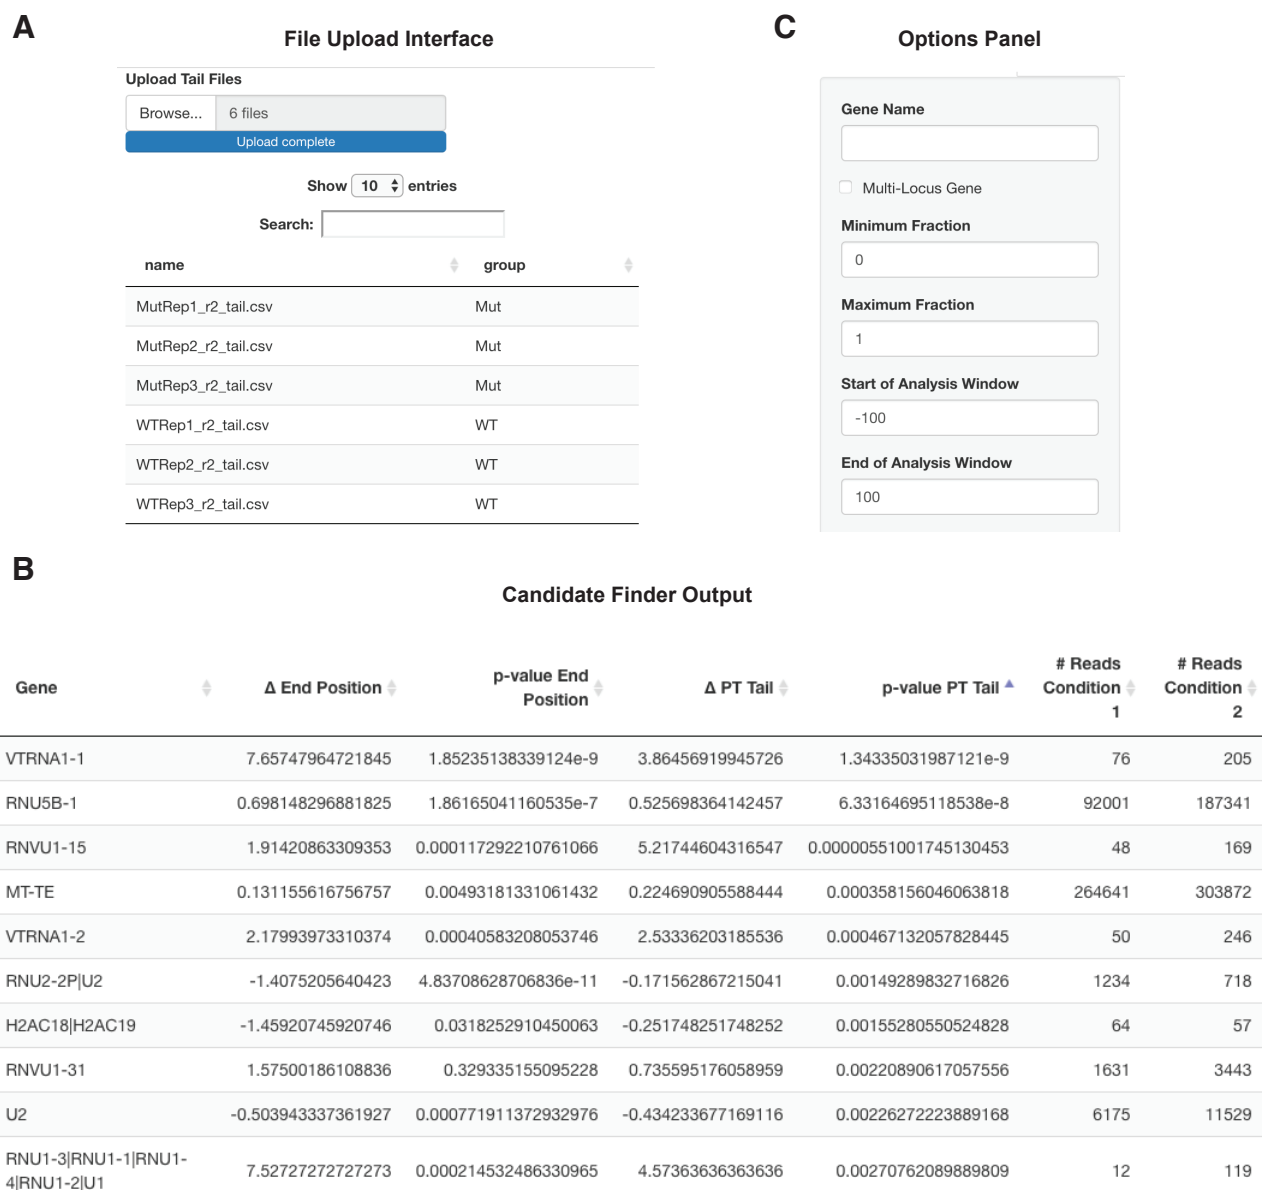 A
File Upload Interface
Upload Tail Files
Browse... 6 files
Upload complete
Show 10 entries
Search:
name group
MutRep1_r2_tail.csv Mut
MutRep2_r2_tail.csv Mut
MutRep3_r2_tail.csv Mut
WTRep1_r2_tail.csv WT
WTRep2_r2_tail.csv WT
WTRep3_r2_tail.csv WT
C
Options Panel
Gene Name
Multi-Locus Gene
Minimum Fraction
0
Maximum Fraction
1
Start of Analysis Window
-100
End of Analysis Window
100
B
Candidate Finder Output
Gene
Δ End Position
p-value End
Position
Δ PT Tail
p-value PT Tail
# Reads
Condition
1
# Reads
Condition
2
VTRNA1-1 7.65747964721845 1.85235138339124e-9 3.86456919945726 1.34335031987121e-9 76 205
RNU5B-1 0.698148296881825 1.86165041160535e-7 0.525698364142457 6.33164695118538e-8 92001 187341
RNVU1-15 1.91420863309353 0.000117292210761066 5.21744604316547 0.00000551001745130453 48 169
MT-TE 0.131155616756757 0.00493181331061432 0.224690905588444 0.000358156046063818 264641 303872
VTRNA1-2 2.17993973310374 0.00040583208053746 2.53336203185536 0.000467132057828445 50 246
RNU2-2P|U2 -1.4075205640423 4.83708628706836e-11 -0.171562867215041 0.00149289832716826 1234 718
H2AC18|H2AC19 -1.45920745920746 0.0318252910450063 -0.251748251748252 0.00155280550524828 64 57
RNVU1-31 1.57500186108836 0.329335155095228 0.735595176058959 0.00220890617057556 1631 3443
U2 -0.503943337361927 0.000771911372932976 -0.434233677169116 0.00226272223889168 6175 11529
RNU1-3|RNU1-1|RNU1-
4|RNU1-2|U1 7.52727272727273 0.000214532486330965 4.57363636363636 0.00270762089889809 12 119